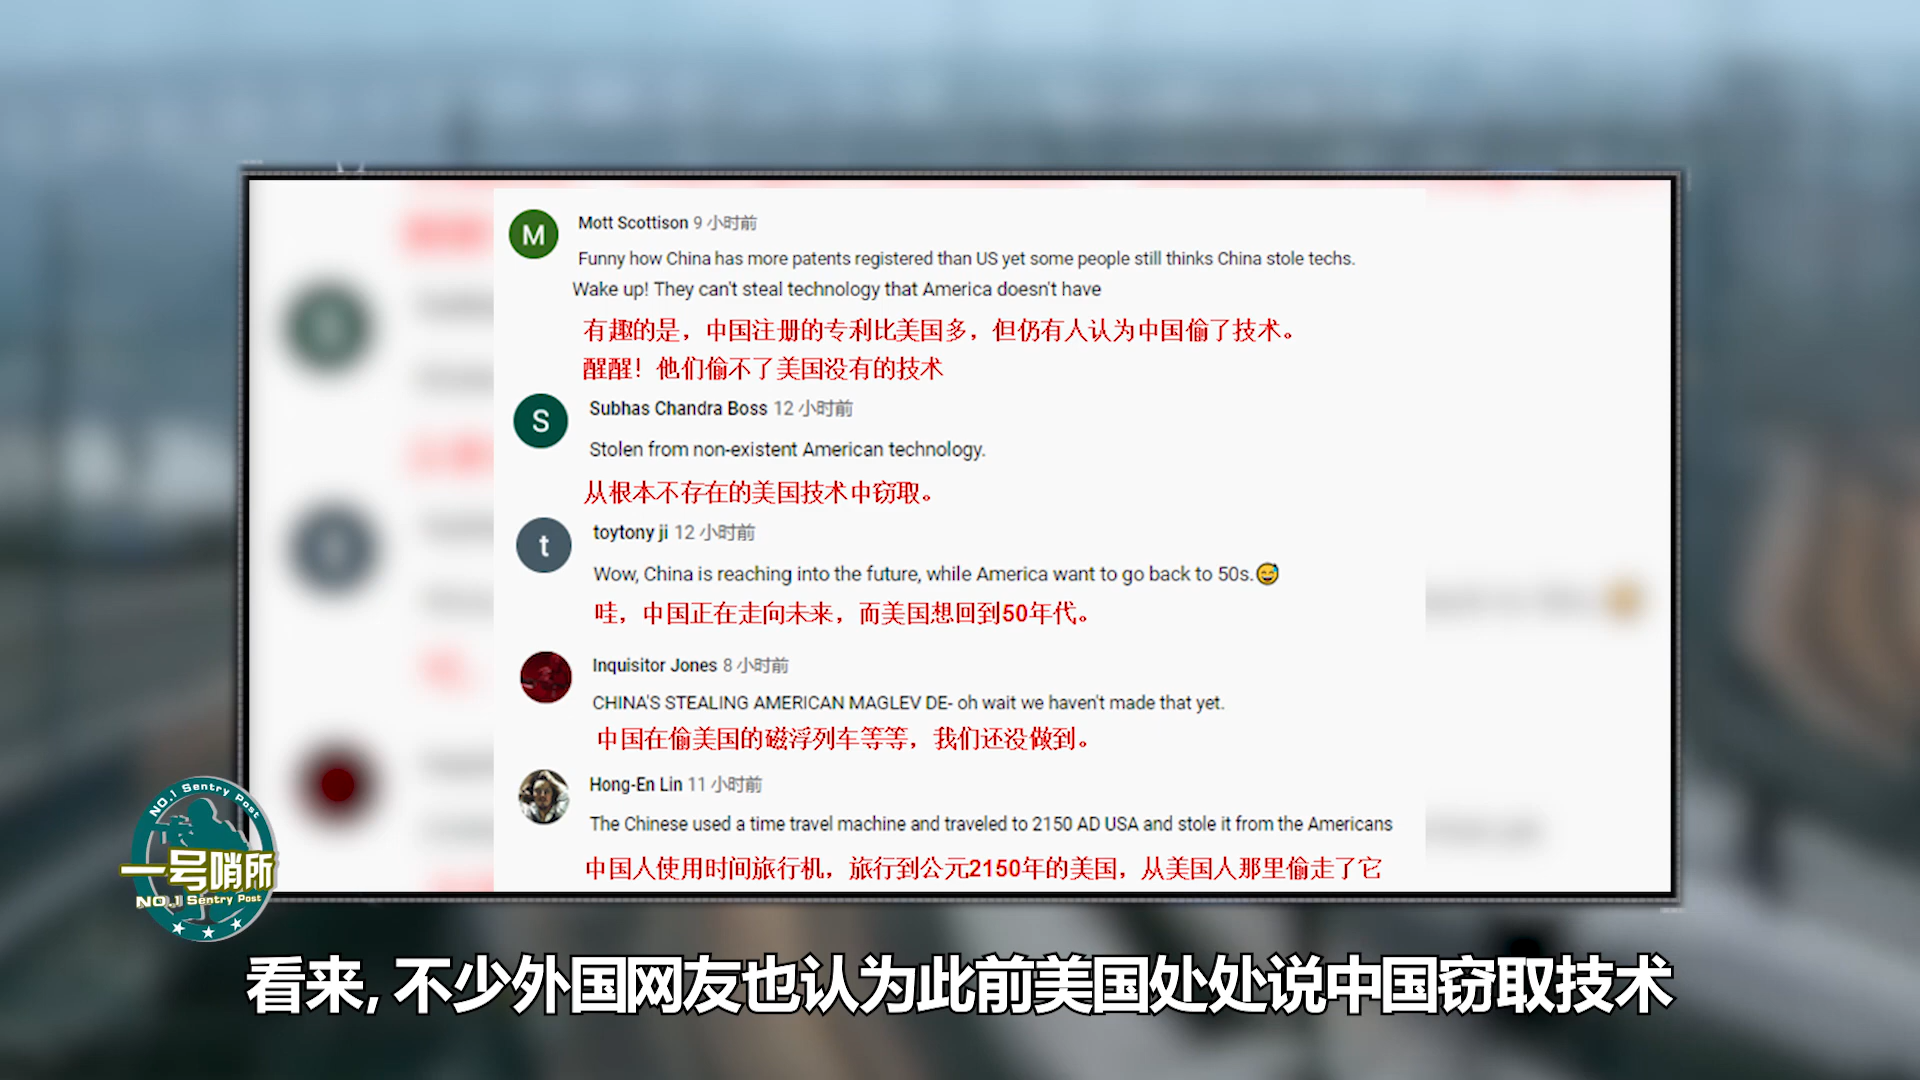 M
Mott Scottison 9 小时前
Funny how China has more patents registered than US yet some people still thinks China stole techs.
Wake up! They can't steal technology that America doesn't have
有趣的是，中国注册的专利比美国多，但仍有人认为中国偷了技术。
醒醒！他们偷不了美国没有的技术
S
Subhas Chandra Boss 12 小时前
Stolen from non-existent American technology.
从根本不存在的美国技术中窃取。
t
toytony ji 12 小时前
Wow, China is reaching into the future, while America want to go back to 50s.😅
哇，中国正在走向未来，而美国想回到50年代。
Inquisitor Jones 8 小时前
CHINA'S STEALING AMERICAN MAGLEV DE- oh wait we haven't made that yet.
中国在偷美国的磁浮列车等等，我们还没做到。
Hong-En Lin 11 小时前
The Chinese used a time travel machine and traveled to 2150 AD USA and stole it from the Americans
中国人使用时间旅行机，旅行到公元2150年的美国，从美国人那里偷走了它
NO.1 Sentry Post
一号哨所
NO.1 Sentry Post
看来, 不少外国网友也认为此前美国处处说中国窃取技术